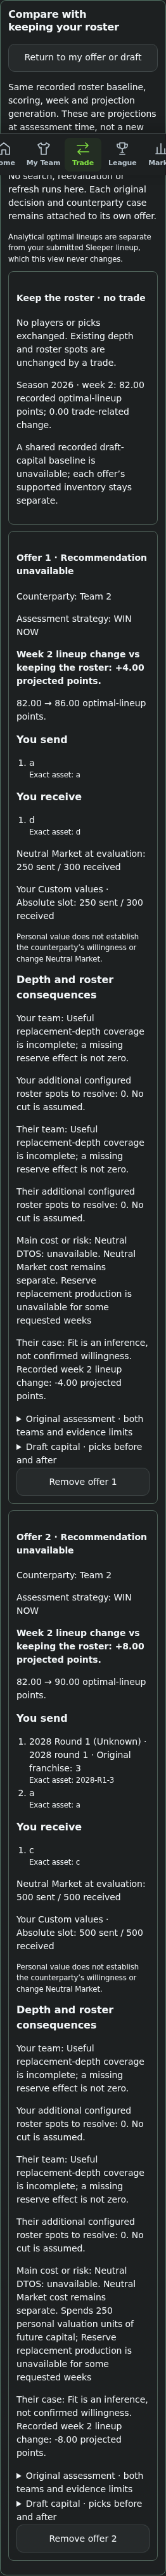 Compare with
keeping your roster
Return to my offer or draft
Same recorded roster baseline,
scoring, week and projection
generation. These are projections
at assessment time, not a new
ome
My Team
Trade
League
Mark
refresh runs here. Each original
decision and counterparty case
remains attached to its own offer.
Analytical optimal lineups are separate
from your submitted Sleeper lineup,
which this view never changes.
Keep the roster · no trade
No players or picks
exchanged. Existing depth
and roster spots are
unchanged by a trade.
Season 2026 · week 2: 82.00
recorded optimal-lineup
points; 0.00 trade-related
change.
A shared recorded draft-
capital baseline is
unavailable; each offer's
supported inventory stays
separate.
Offer 1 · Recommendation
unavailable
Counterparty: Team 2
Assessment strategy: WIN
NOW
Week 2 lineup change vs
keeping the roster: +4.00
projected points.
82.00 → 86.00 optimal-lineup
points.
You send
1. a
Exact asset: a
You receive
1. d
Exact asset: d
Neutral Market at evaluation:
250 sent / 300 received
Your Custom values ·
Absolute slot: 250 sent / 300
received
Personal value does not establish
the counterparty's willingness or
change Neutral Market.
Depth and roster
consequences
Your team: Useful
replacement-depth coverage
is incomplete; a missing
reserve effect is not zero.
Your additional configured
roster spots to resolve: 0. No
cut is assumed.
Their team: Useful
replacement-depth coverage
is incomplete; a missing
reserve effect is not zero.
Their additional configured
roster spots to resolve: 0. No
cut is assumed.
Main cost or risk: Neutral
DTOS: unavailable. Neutral
Market cost remains
separate. Reserve
replacement production is
unavailable for some
requested weeks
Their case: Fit is an inference,
not confirmed willingness.
Recorded week 2 lineup
change: -4.00 projected
points.
▶ Original assessment · both
teams and evidence limits
▶ Draft capital · picks before
and after
Remove offer 1
Offer 2 · Recommendation
unavailable
Counterparty: Team 2
Assessment strategy: WIN
NOW
Week 2 lineup change vs
keeping the roster: +8.00
projected points.
82.00 → 90.00 optimal-lineup
points.
You send
1. 2028 Round 1 (Unknown) ·
2028 round 1 · Original
franchise: 3
Exact asset: 2028-R1-3
2. a
Exact asset: a
You receive
1. c
Exact asset: c
Neutral Market at evaluation:
500 sent / 500 received
Your Custom values ·
Absolute slot: 500 sent / 500
received
Personal value does not establish
the counterparty's willingness or
change Neutral Market.
Depth and roster
consequences
Your team: Useful
replacement-depth coverage
is incomplete; a missing
reserve effect is not zero.
Your additional configured
roster spots to resolve: 0. No
cut is assumed.
Their team: Useful
replacement-depth coverage
is incomplete; a missing
reserve effect is not zero.
Their additional configured
roster spots to resolve: 0. No
cut is assumed.
Main cost or risk: Neutral
DTOS: unavailable. Neutral
Market cost remains
separate. Spends 250
personal valuation units of
future capital; Reserve
replacement production is
unavailable for some
requested weeks
Their case: Fit is an inference,
not confirmed willingness.
Recorded week 2 lineup
change: -8.00 projected
points.
▶ Original assessment · both
teams and evidence limits
▶ Draft capital · picks before
and after
Remove offer 2